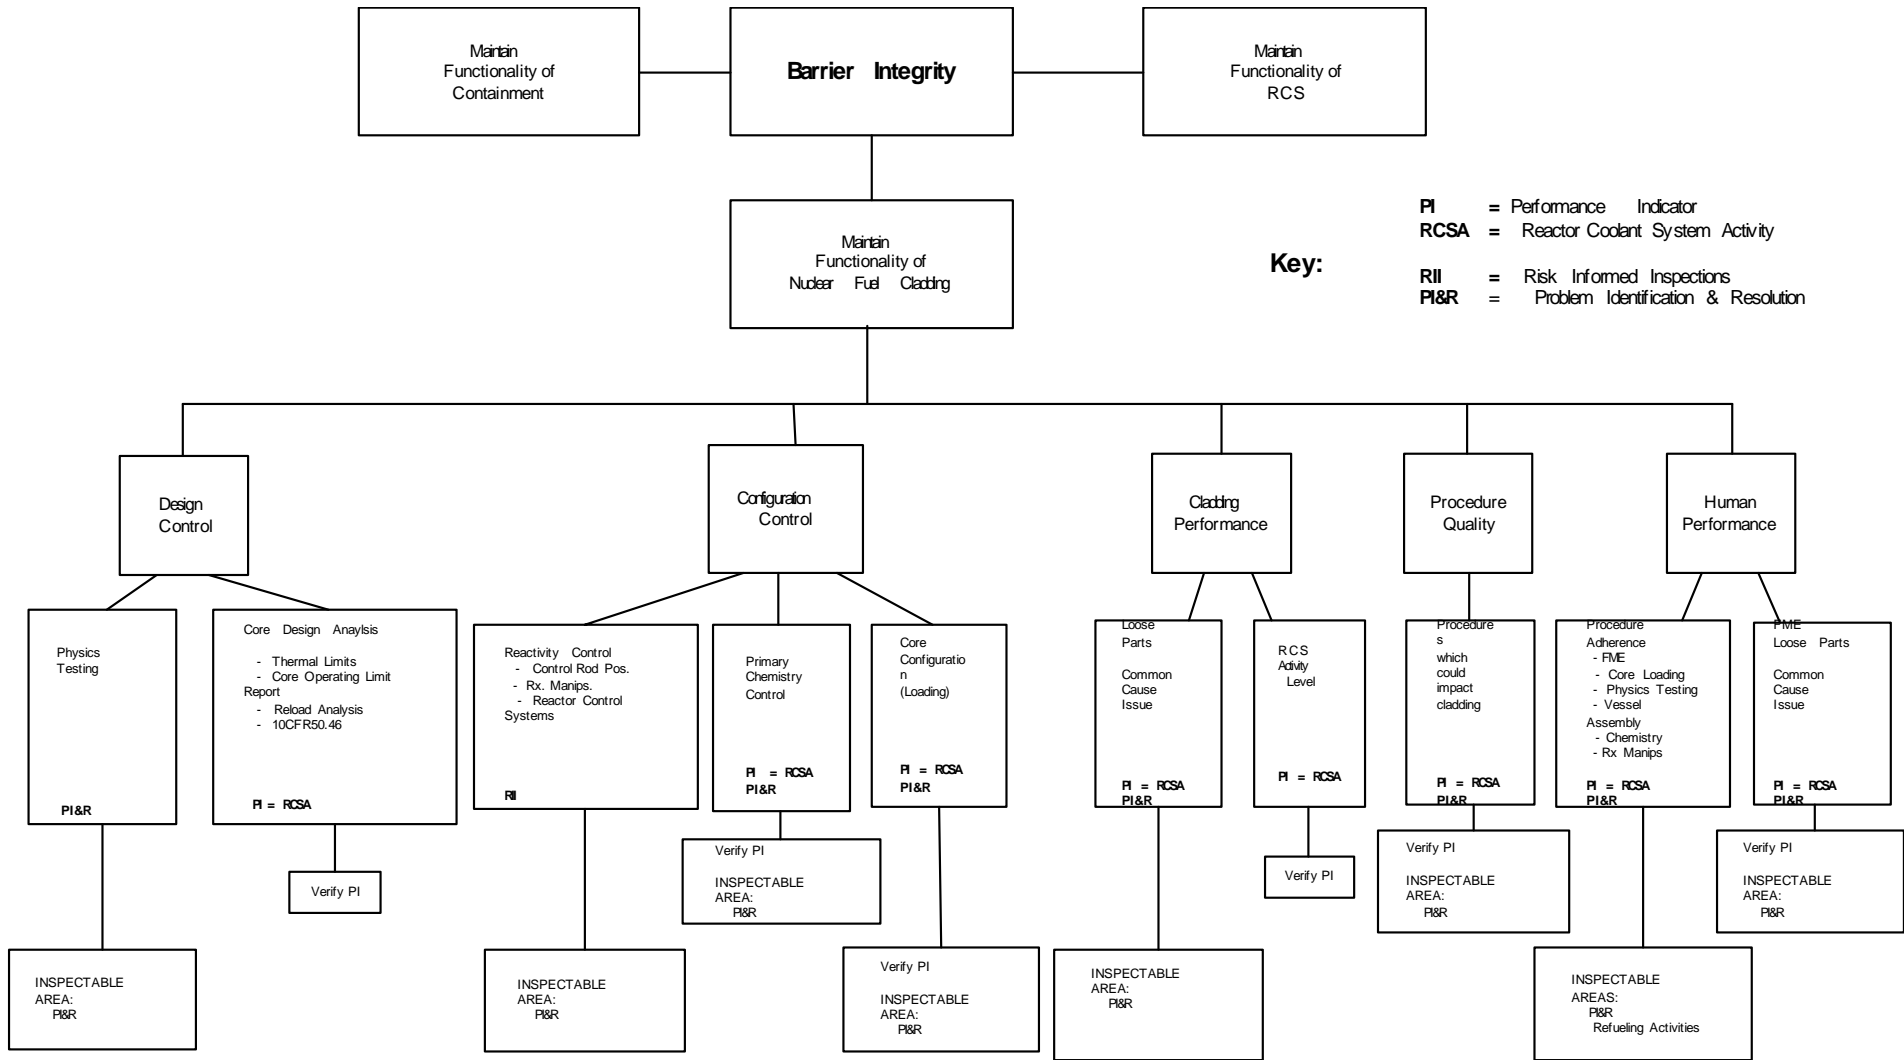 Maintain
Functionality of
Containment
Barrier Integrity
Maintain
Functionality of
RCS
Maintain
Functionality of
Nuclear Fuel Cladding
Key:
PI = Performance Indicator
RCSA = Reactor Coolant System Activity
RII = Risk Informed Inspections
PI&R = Problem Identification & Resolution
Design
Control
Configuration
Control
Cladding
Performance
Procedure
Quality
Human
Performance
Physics
Testing
PI&R
Core Design Anaylsis
- Thermal Limits
- Core Operating Limit
Report
- Reload Analysis
- 10CFR50.46
PI = RCSA
Reactivity Control
- Control Rod Pos.
- Rx. Manips.
- Reactor Control
Systems
RII
Primary
Chemistry
Control
PI = RCSA
PI&R
Core
Configuratio
n
(Loading)
PI = RCSA
PI&R
Loose
Parts
Common
Cause
Issue
PI = RCSA
PI&R
RCS
Activity
Level
PI = RCSA
Procedure
s
which
could
impact
cladding
PI = RCSA
PI&R
Procedure
Adherence
- FME
- Core Loading
- Physics Testing
- Vessel
Assembly
- Chemistry
- Rx Manips
PI = RCSA
PI&R
FME
Loose Parts
Common
Cause
Issue
PI = RCSA
PI&R
INSPECTABLE
AREA:
PI&R
Verify PI
INSPECTABLE
AREA:
PI&R
Verify PI
INSPECTABLE
AREA:
PI&R
Verify PI
INSPECTABLE
AREA:
PI&R
INSPECTABLE
AREA:
PI&R
Verify PI
Verify PI
INSPECTABLE
AREA:
PI&R
INSPECTABLE
AREAS:
PI&R
Refueling Activities
Verify PI
INSPECTABLE
AREA:
PI&R